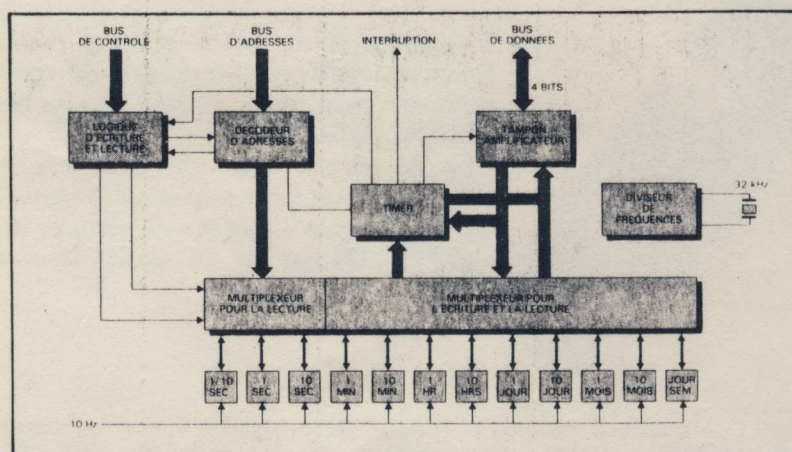 BUS
DE CONTROLE
BUS
D'ADRESSES
INTERRUPTION
BUS
DE DONNEES
4 BITS
LOGIQUE
D'ECRITURE
ET LECTURE
DECODEUR
D'ADRESSES
TAMPON
AMPLIFICATEUR
TIMER
DIVISEUR
DE
FREQUENCES
32 kHz
MULTIPLEXEUR
POUR LA LECTURE
MULTIPLEXEUR POUR
L'ECRITURE ET LA LECTURE
1/10
SEC
1
SEC
10
SEC
1
MIN
10
MIN
1
HR
10
HRS
1
JOUR
10
JOUR
1
MOIS
10
MOIS
JOUR
SEM
10 Hz